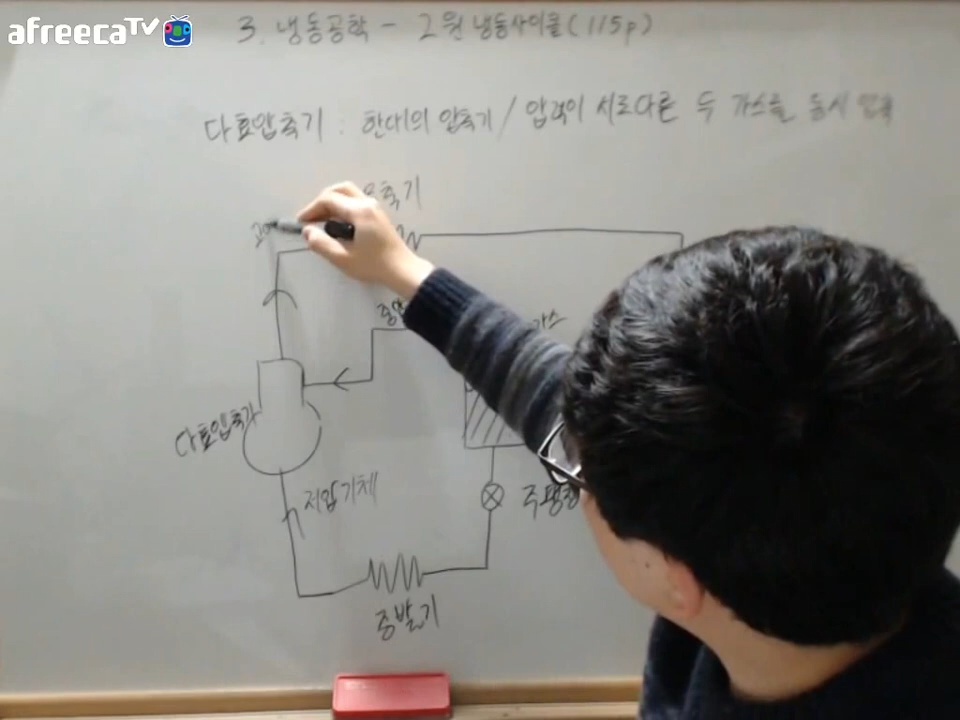 afreecaTV
3. 냉동공학 - 2원 냉동사이클(115p)
다효압축기 : 한대의 압축기 / 압력이 서로다른 두 가스를 동시 압축
축기
가스
다효압축기
저압기체
주팽창
증발기